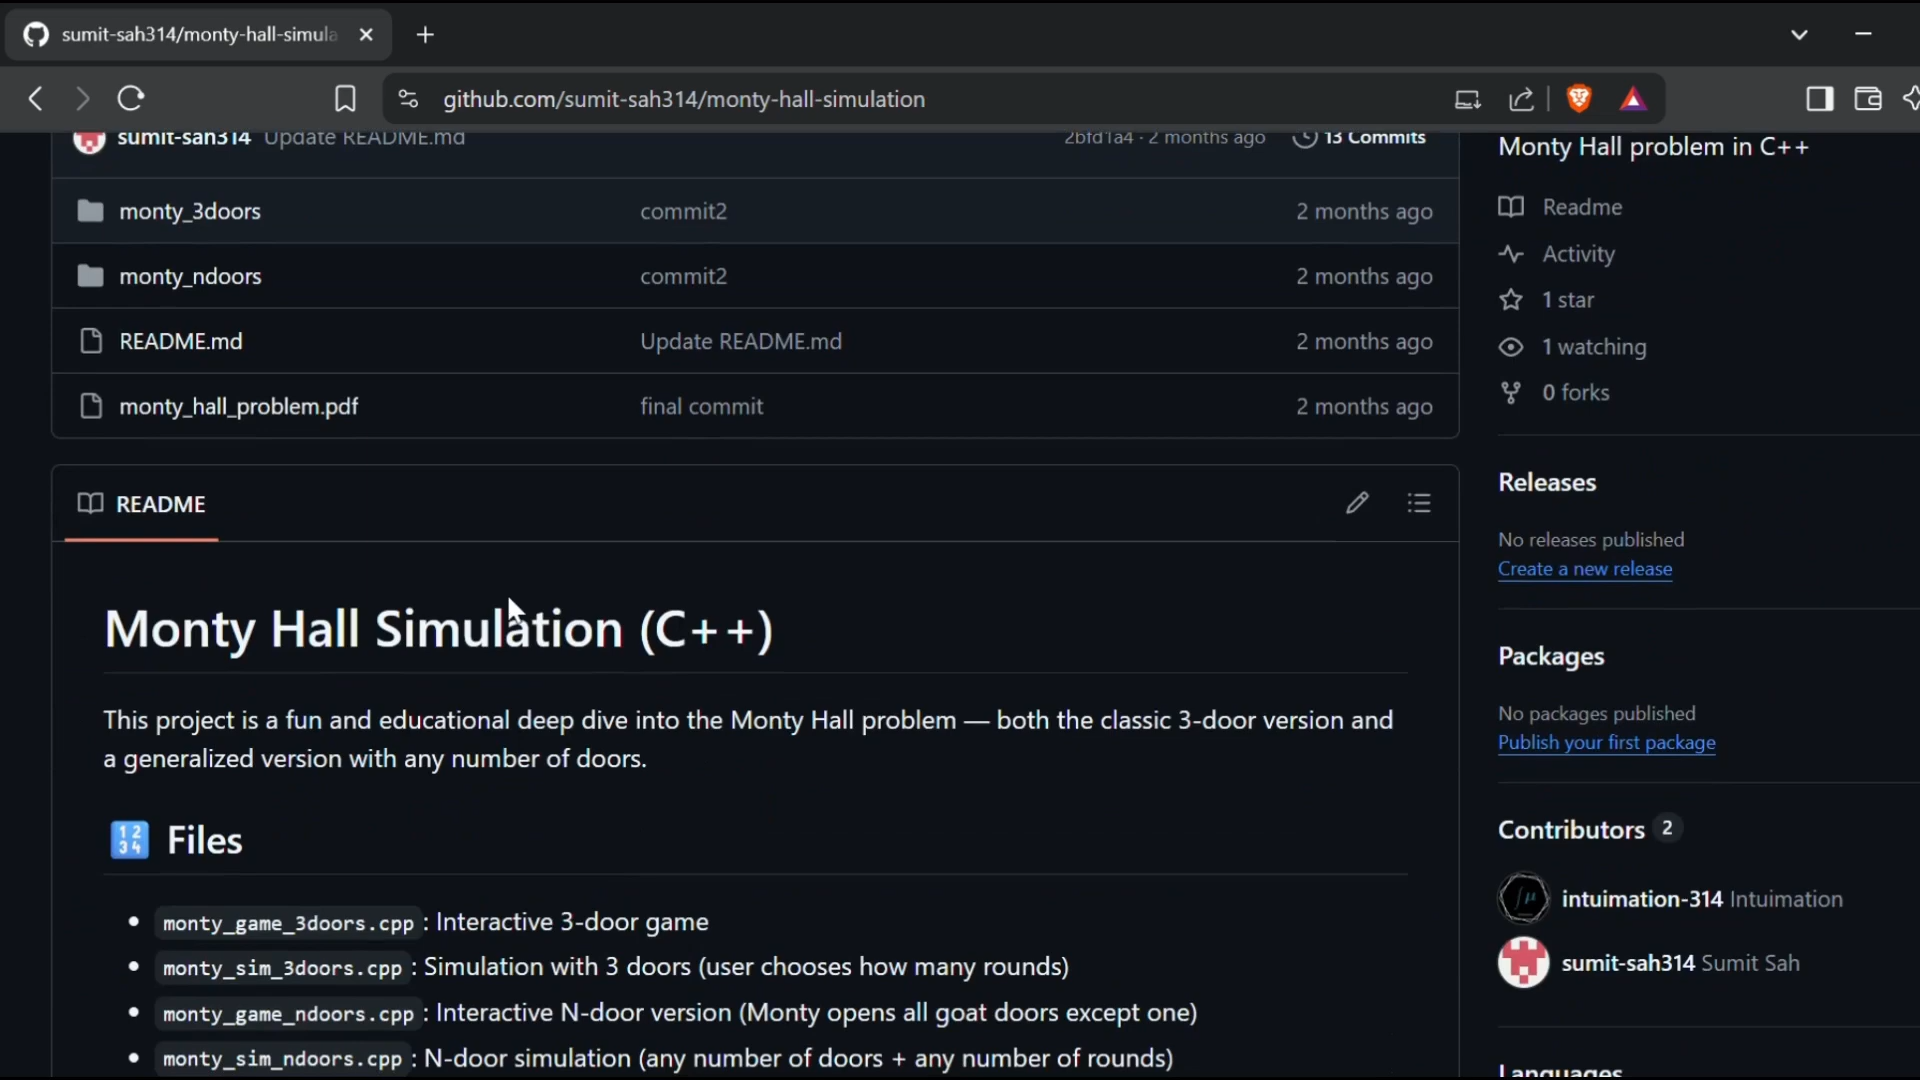 sumit-sah314/monty-hall-simula
github.com/sumit-sah314/monty-hall-simulation
sumit-sah314 Update README.md 2bfd1a4 · 2 months ago 13 Commits
monty_3doors commit2 2 months ago
monty_ndoors commit2 2 months ago
README.md Update README.md 2 months ago
monty_hall_problem.pdf final commit 2 months ago
README
Monty Hall Simulation (C++)
This project is a fun and educational deep dive into the Monty Hall problem — both the classic 3-door version and
a generalized version with any number of doors.
🔢 Files
• monty_game_3doors.cpp : Interactive 3-door game
• monty_sim_3doors.cpp : Simulation with 3 doors (user chooses how many rounds)
• monty_game_ndoors.cpp : Interactive N-door version (Monty opens all goat doors except one)
• monty_sim_ndoors.cpp : N-door simulation (any number of doors + any number of rounds)
Monty Hall problem in C++
Readme
Activity
1 star
1 watching
0 forks
Releases
No releases published
Create a new release
Packages
No packages published
Publish your first package
Contributors 2
intuimation-314 Intuimation
sumit-sah314 Sumit Sah
Languages